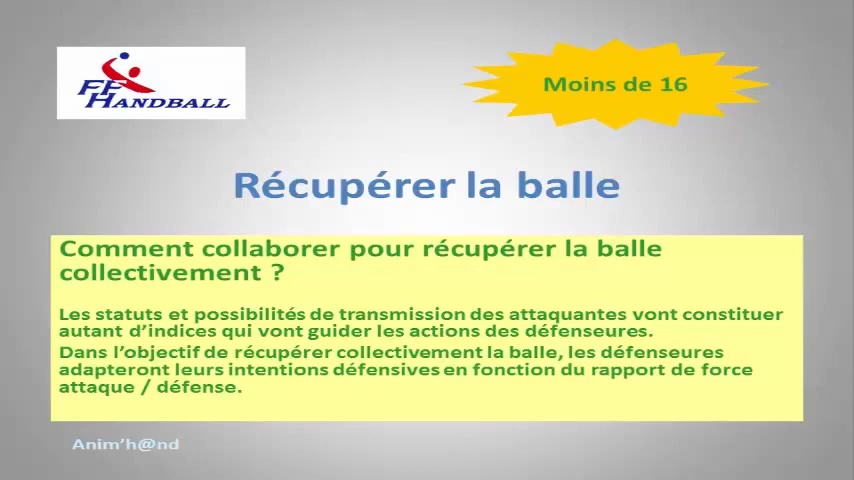 FF
HANDBALL
Moins de 16
Récupérer la balle
Comment collaborer pour récupérer la balle
collectivement ?
Les statuts et possibilités de transmission des attaquantes vont constituer
autant d’indices qui vont guider les actions des défenseures.
Dans l’objectif de récupérer collectivement la balle, les défenseures
adapteront leurs intentions défensives en fonction du rapport de force
attaque / défense.
Anim’h@nd